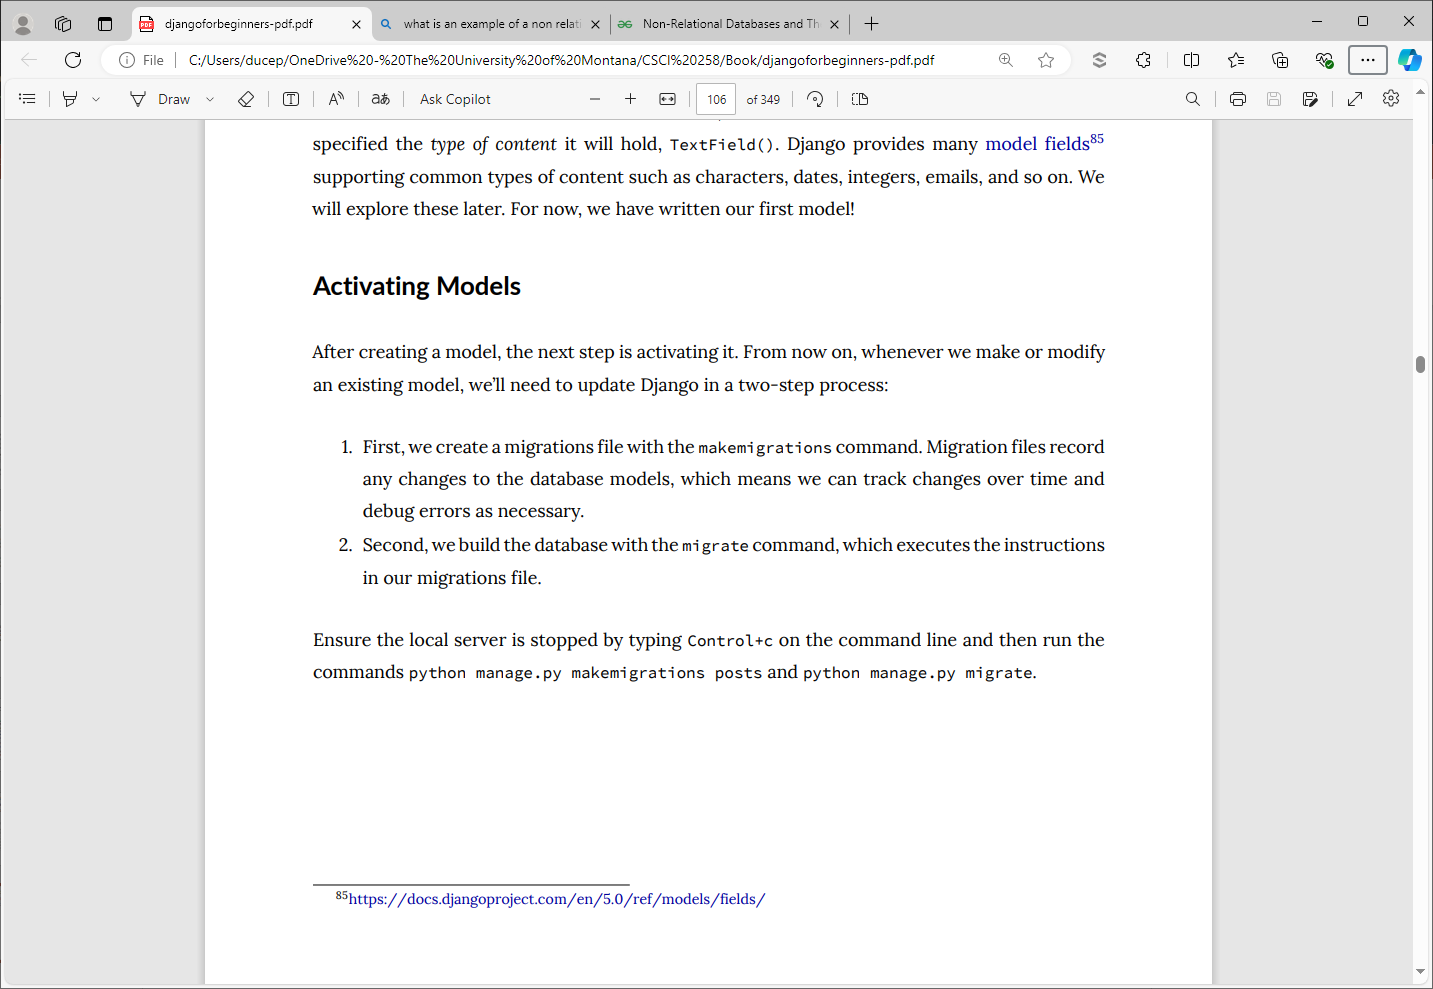 djangoforbeginners-pdf.pdf
what is an example of a non relati
Non-Relational Databases and Th
File
C:/Users/ducep/OneDrive%20-%20The%20University%20of%20Montana/CSCI%20258/Book/djangoforbeginners-pdf.pdf
Draw
Ask Copilot
106 of 349
specified the type of content it will hold, TextField(). Django provides many model fields85
supporting common types of content such as characters, dates, integers, emails, and so on. We
will explore these later. For now, we have written our first model!
Activating Models
After creating a model, the next step is activating it. From now on, whenever we make or modify
an existing model, we’ll need to update Django in a two-step process:
1. First, we create a migrations file with the makemigrations command. Migration files record
any changes to the database models, which means we can track changes over time and
debug errors as necessary.
2. Second, we build the database with the migrate command, which executes the instructions
in our migrations file.
Ensure the local server is stopped by typing Control+c on the command line and then run the
commands python manage.py makemigrations posts and python manage.py migrate.
85https://docs.djangoproject.com/en/5.0/ref/models/fields/